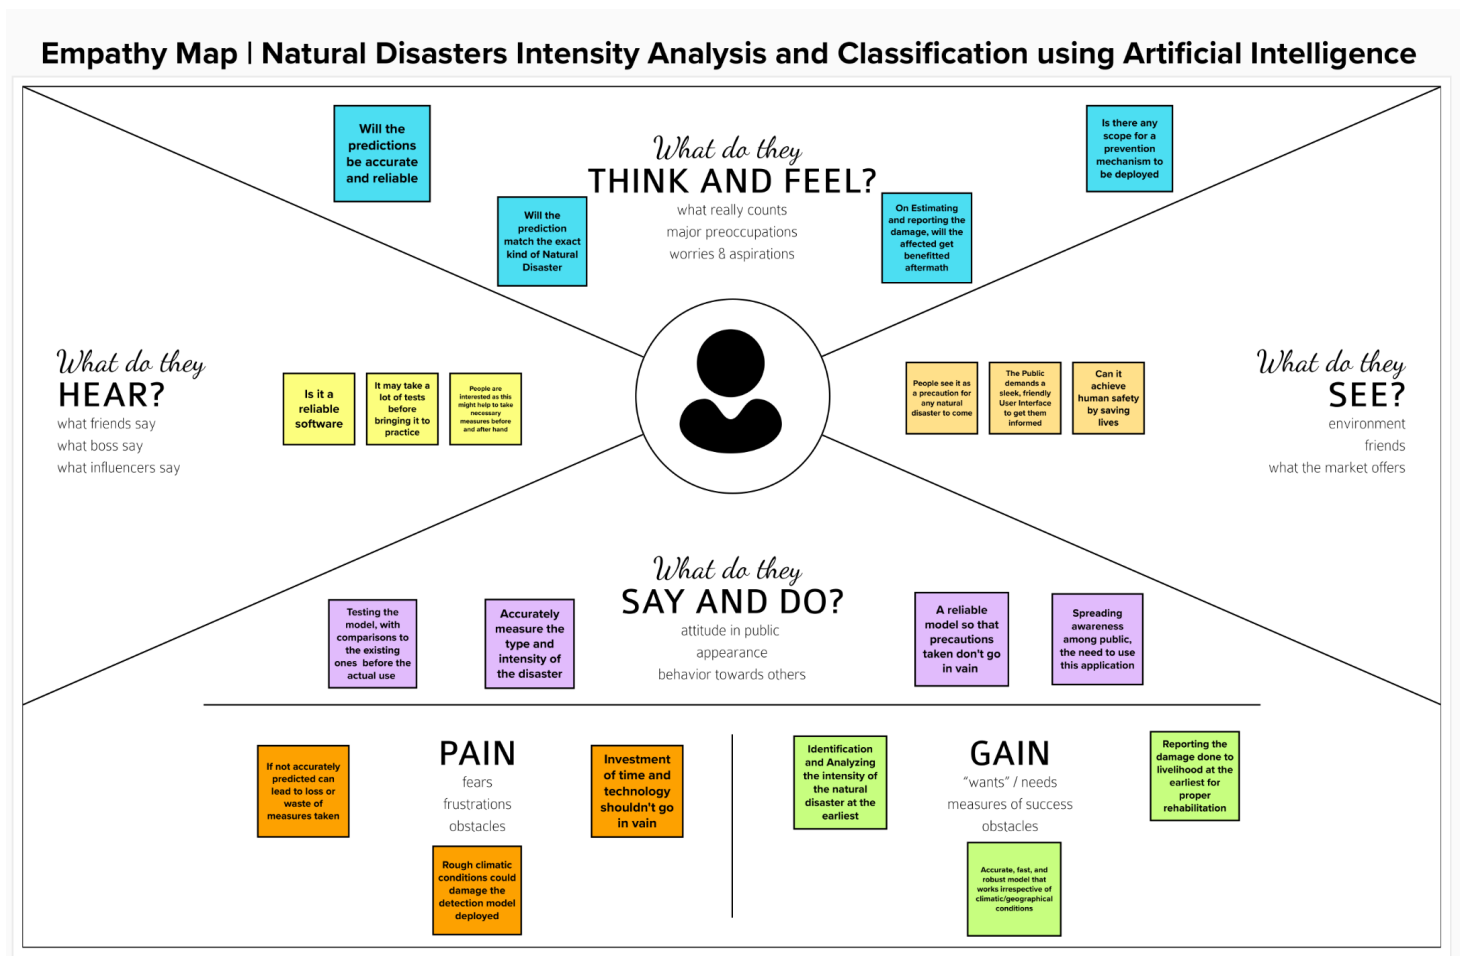 Empathy Map | Natural Disasters Intensity Analysis and Classification using Artificial Intelligence
Will the
predictions
be accurate
and reliable
Will the
prediction
match the exact
kind of Natural
Disaster
What do they
THINK AND FEEL?
what really counts
major preoccupations
worries & aspirations
On Estimating
and reporting the
damage, will the
affected get
benefitted
aftermath
Is there any
scope for a
prevention
mechanism to
be deployed
What do they
HEAR?
what friends say
what boss say
what influencers say
Is it a
reliable
software
It may take a
lot of tests
before
bringing it to
practice
People are
interested as this
might help to take
necessary
measures before
and after hand
People see it as
a precaution for
any natural
disaster to come
The Public
demands a
sleek, friendly
User Interface
to get them
informed
Can it
achieve
human safety
by saving
lives
What do they
SEE?
environment
friends
what the market offers
What do they
SAY AND DO?
attitude in public
appearance
behavior towards others
Testing the
model, with
comparisons to
the existing
ones before the
actual use
Accurately
measure the
type and
intensity of
the disaster
A reliable
model so that
precautions
taken don't go
in vain
Spreading
awareness
among public,
the need to use
this application
If not accurately
predicted can
lead to loss or
waste of
measures taken
PAIN
fears
frustrations
obstacles
Investment
of time and
technology
shouldn't go
in vain
Rough climatic
conditions could
damage the
detection model
deployed
Identification
and Analyzing
the intensity of
the natural
disaster at the
earliest
GAIN
"wants" / needs
measures of success
obstacles
Reporting the
damage done to
livelihood at the
earliest for
proper
rehabilitation
Accurate, fast, and
robust model that
works irrespective of
climatic/geographical
conditions